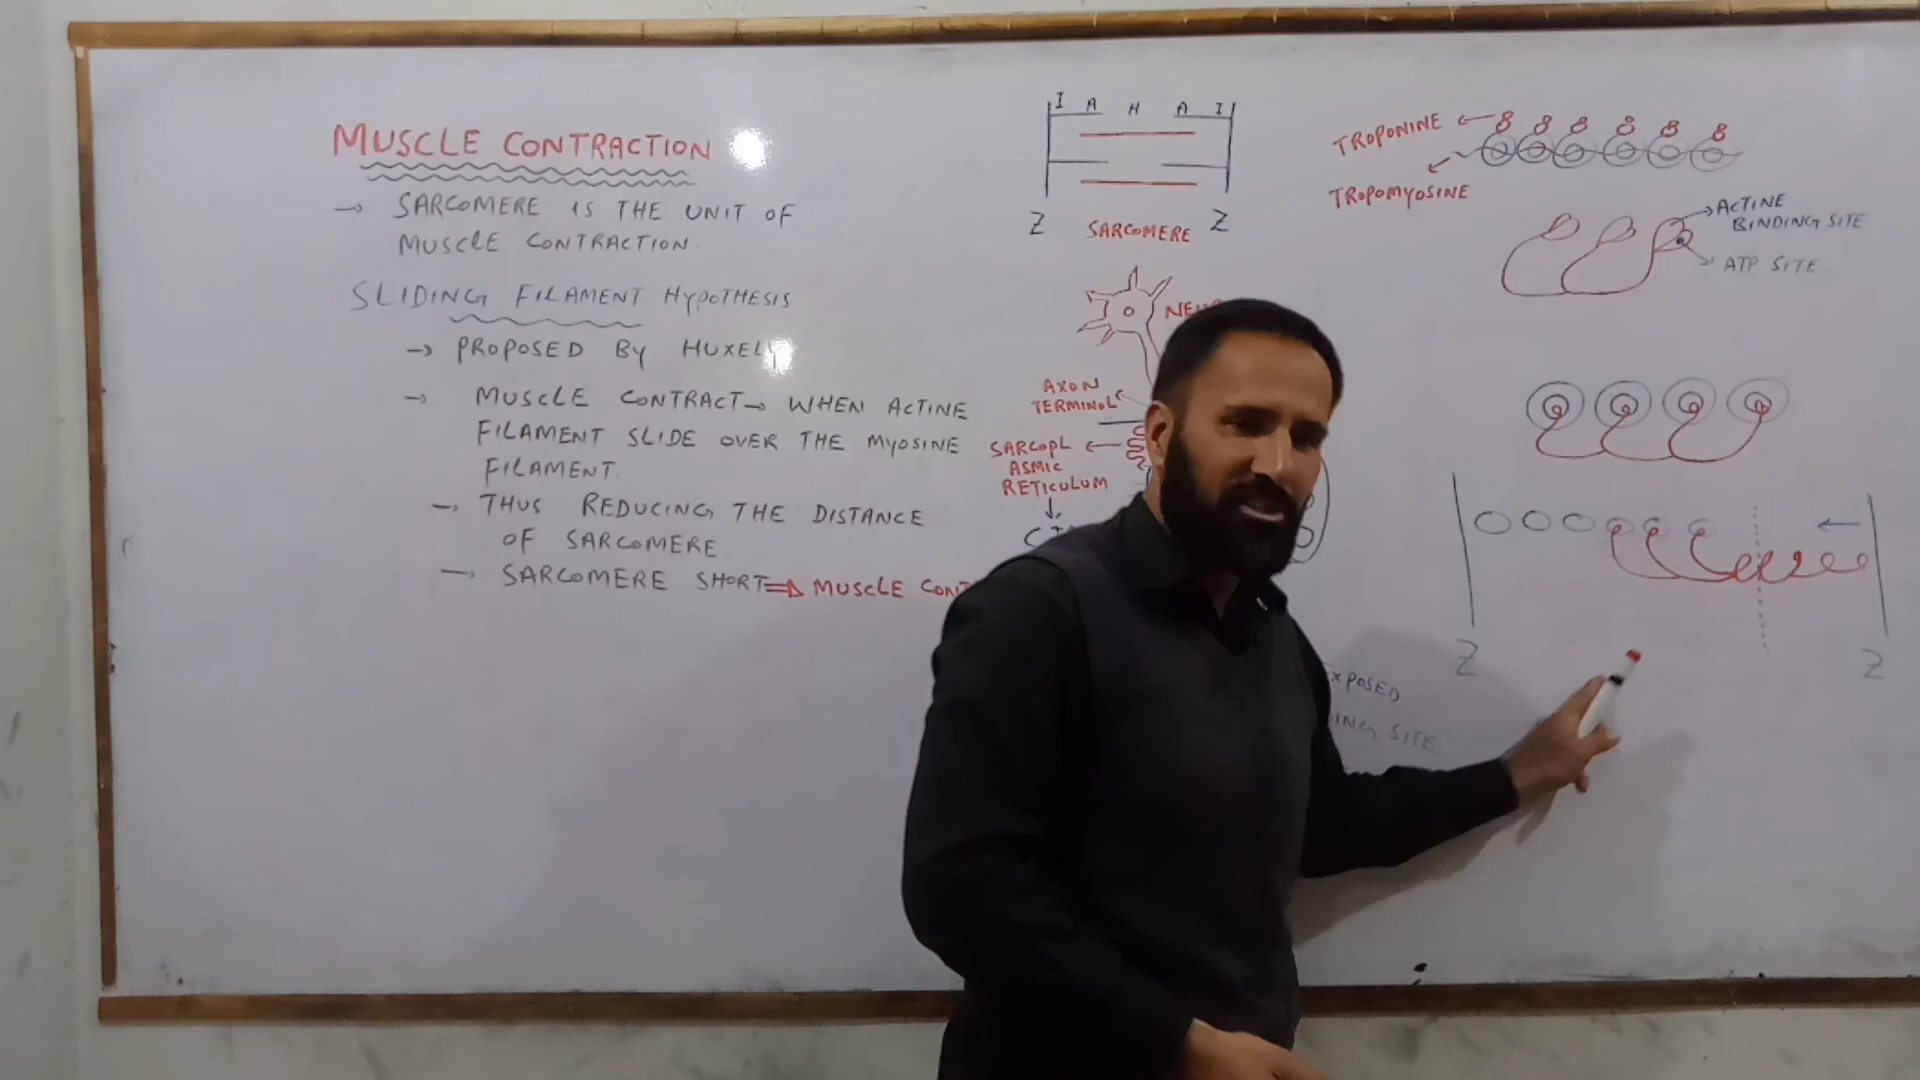 MUSCLE CONTRACTION
→ SARCOMERE IS THE UNIT OF
MUSCLE CONTRACTION.
SLIDING FILAMENT HYPOTHESIS
→ PROPOSED BY HUXELY
→ MUSCLE CONTRACT → WHEN ACTINE
FILAMENT SLIDE OVER THE MYOSINE
FILAMENT.
→ THUS REDUCING THE DISTANCE
OF SARCOMERE.
→ SARCOMERE SHORT ⇒ MUSCLE
I A H A I
Z SARCOMERE Z
AXON
TERMINOL
SARCOPL
ASMIC
RETICULUM
TROPONINE
TROPOMYOSINE
ACTINE
BINDING SITE
ATP SITE
Z Z
XPOSED
SITE